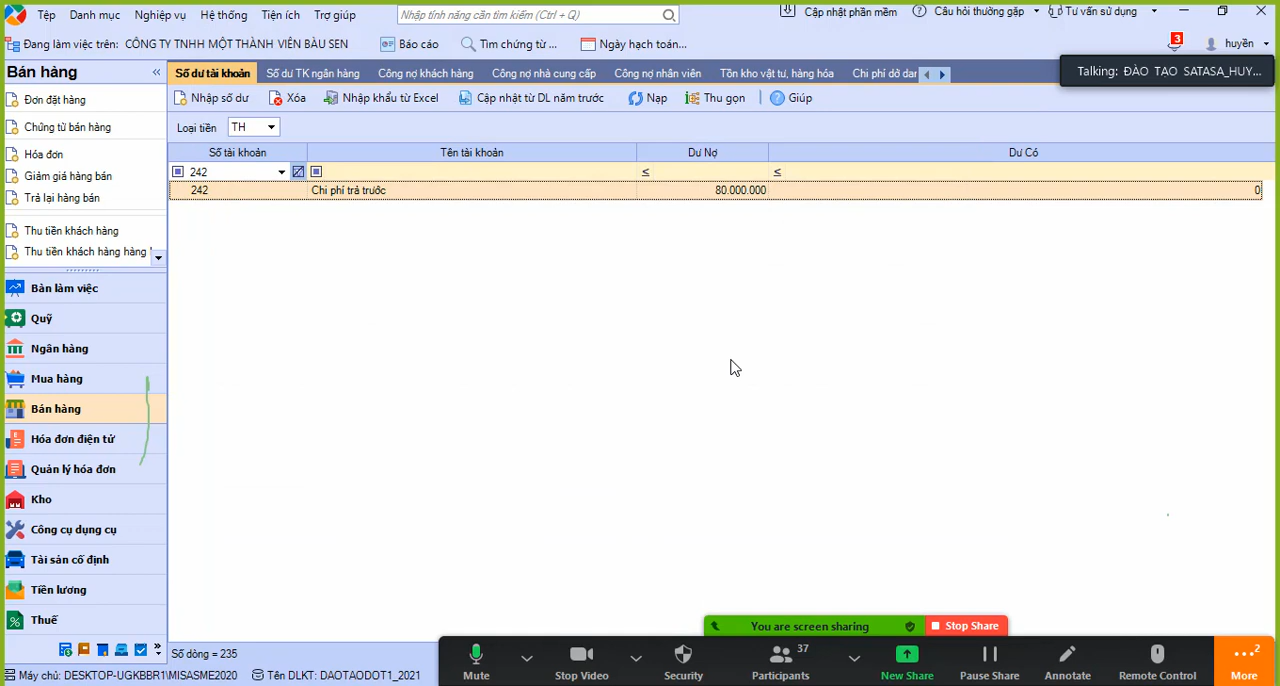 Tệp Danh mục Nghiệp vụ Hệ thống Tiện ích Trợ giúp Nhập tính năng cần tìm kiếm (Ctrl + Q) Cập nhật phần mềm Câu hỏi thường gặp Tư vấn sử dụng
Đang làm việc trên: CÔNG TY TNHH MỘT THÀNH VIÊN BÀU SEN Báo cáo Tìm chứng từ ... Ngày hạch toán... 3 huyền
Bán hàng «
Số dư tài khoản Số dư TK ngân hàng Công nợ khách hàng Công nợ nhà cung cấp Công nợ nhân viên Tồn kho vật tư, hàng hóa Chi phí dở dan
Talking: ĐÀO TẠO SATASA_HUY...
Nhập số dư Xóa Nhập khẩu từ Excel Cập nhật từ DL năm trước Nạp Thu gọn Giúp
Loại tiền TH
Số tài khoản Tên tài khoản Dư Nợ Dư Có
242 ≤ ≤
242 Chi phí trả trước 80.000.000 0
Đơn đặt hàng
Chứng từ bán hàng
Hóa đơn
Giảm giá hàng bán
Trả lại hàng bán
Thu tiền khách hàng
Thu tiền khách hàng hàng
Bàn làm việc
Quỹ
Ngân hàng
Mua hàng
Bán hàng
Hóa đơn điện tử
Quản lý hóa đơn
Kho
Công cụ dụng cụ
Tài sản cố định
Tiền lương
Thuế
Số dòng = 235
Máy chủ: DESKTOP-UGKBBR1\MISASME2020 Tên DLKT: DAOTAODOT1_2021
You are screen sharing Stop Share
Mute Stop Video Security Participants 37 New Share Pause Share Annotate Remote Control More 2